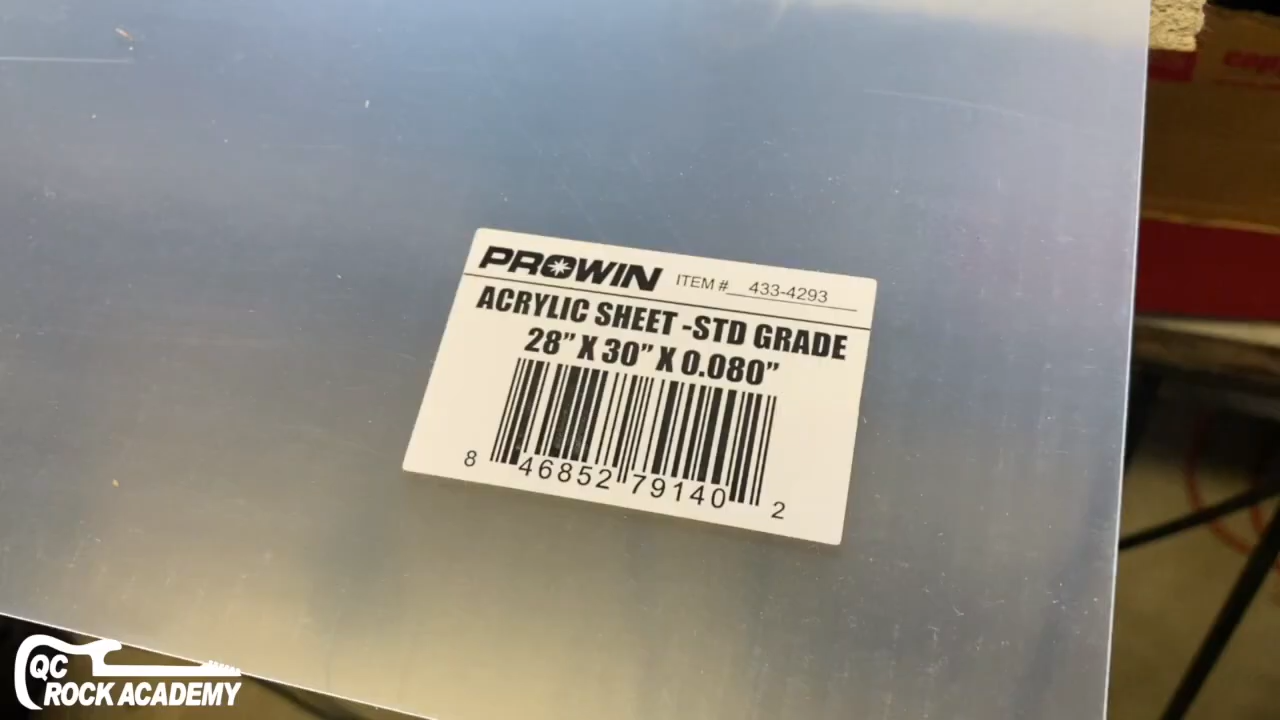 PROWIN ITEM # 433-4293
ACRYLIC SHEET -STD GRADE
28” X 30” X 0.080”
8 46852 79140 2
QC
ROCK ACADEMY